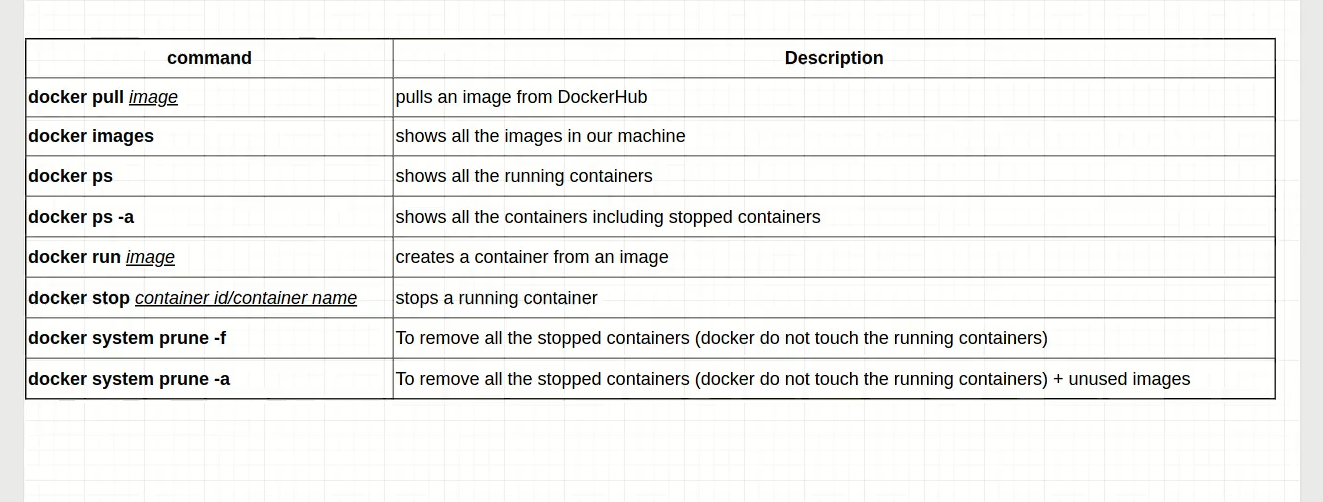 command Description
docker pull image pulls an image from DockerHub
docker images shows all the images in our machine
docker ps shows all the running containers
docker ps -a shows all the containers including stopped containers
docker run image creates a container from an image
docker stop container id/container name stops a running container
docker system prune -f To remove all the stopped containers (docker do not touch the running containers)
docker system prune -a To remove all the stopped containers (docker do not touch the running containers) + unused images